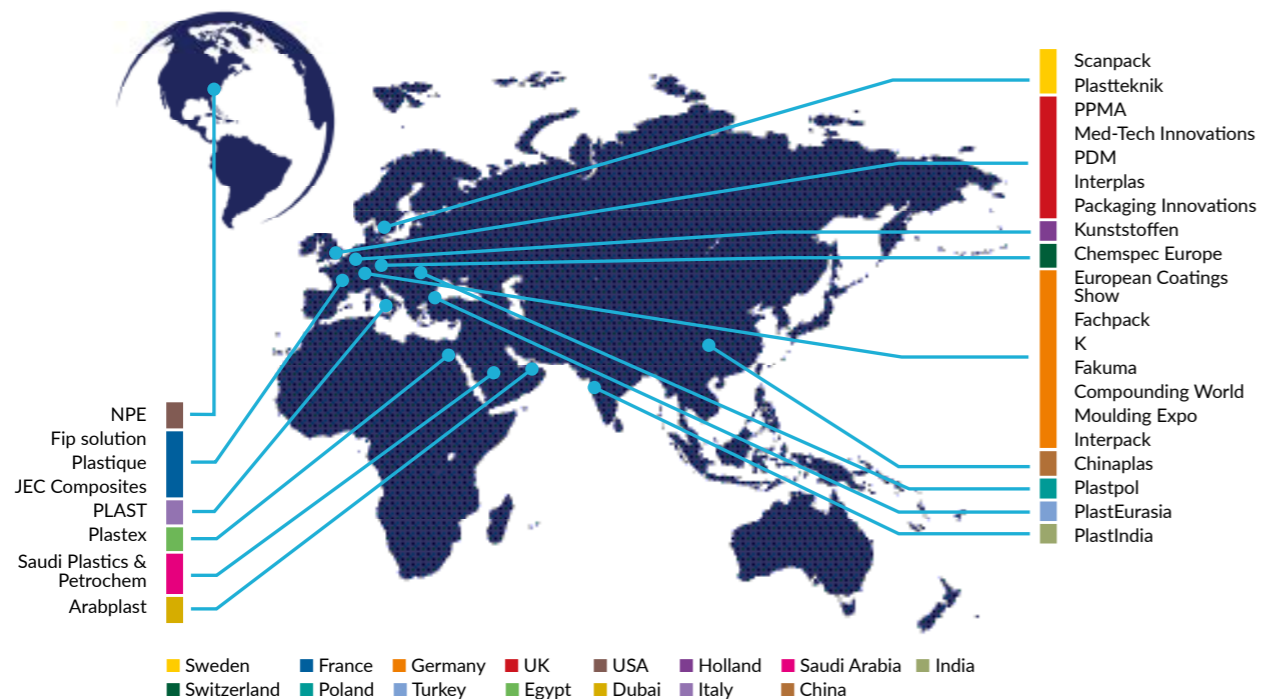 Scanpack
Plastteknik
PPMA
Med-Tech Innovations
PDM
Interplas
Packaging Innovations
Kunststoffen
Chemspec Europe
European Coatings
Show
Fachpack
K
Fakuma
Compounding World
Moulding Expo
Interpack
Chinaplas
Plastpol
PlastEurasia
PlastIndia
NPE
Fip solution
Plastique
JEC Composites
PLAST
Plastex
Saudi Plastics &
Petrochem
Arabplast
Sweden France Germany UK USA Holland Saudi Arabia India
Switzerland Poland Turkey Egypt Dubai Italy China